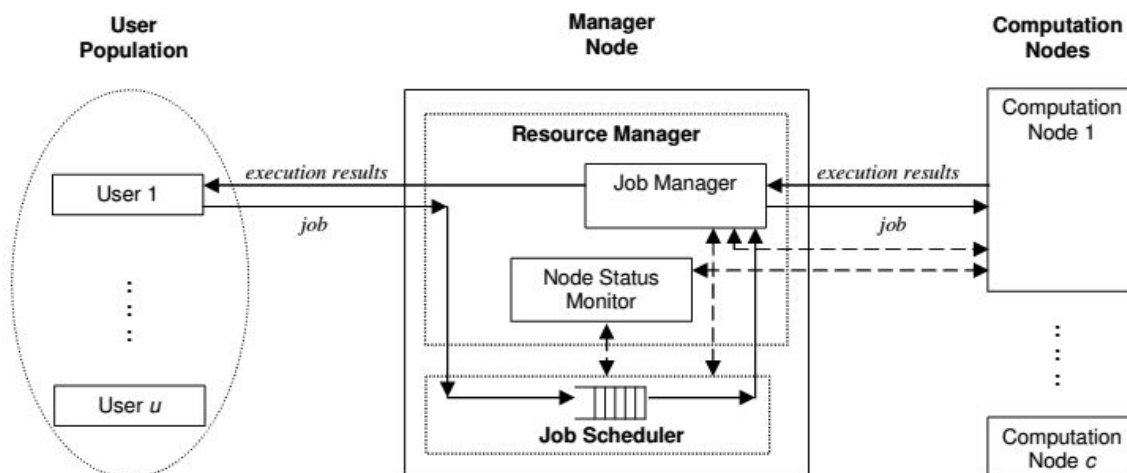 User
Population
Manager
Node
Computation
Nodes
Resource Manager
Computation
Node 1
execution results
Job Manager
execution results
User 1
job
job
Node Status
Monitor
User u
Job Scheduler
Computation
Node c